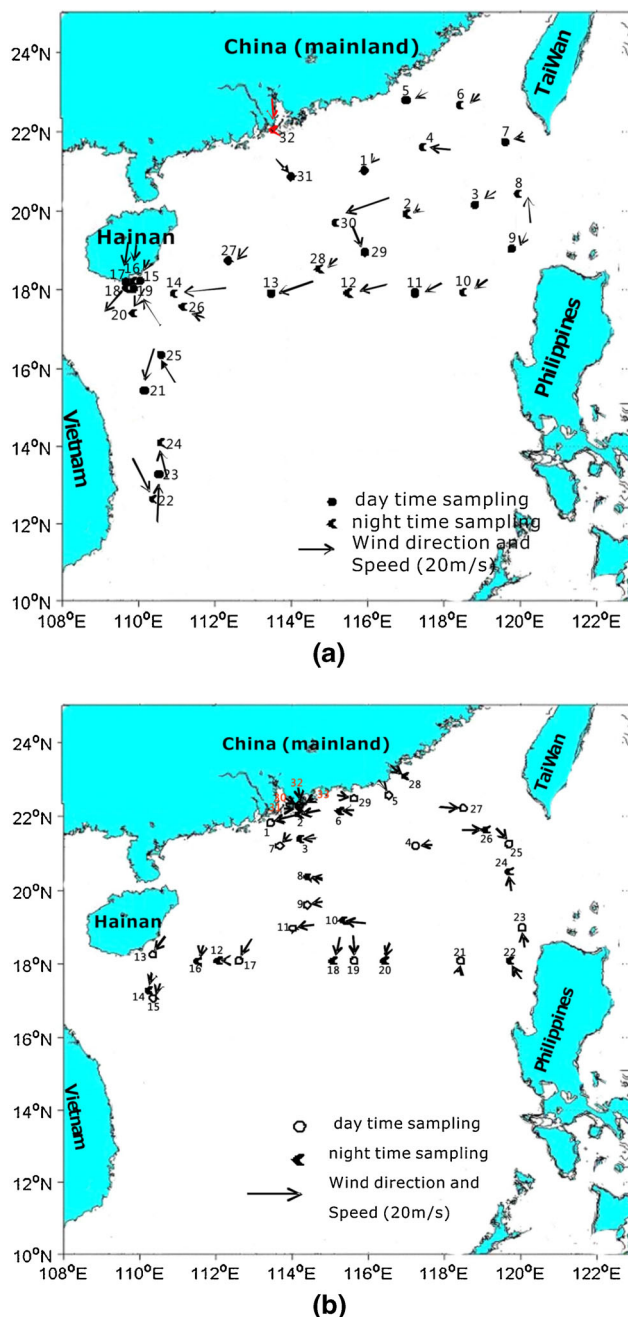 24°N
China (mainland)
TaiWan
5
6
22°N
32
4
7
1
31
20°N
2
3
8
30
Hainan
27
29
9
28
18°N
17
16
15
14
13
12
11
10
18
19
26
20
16°N
25
21
Philippines
Vietnam
14°N
24
23
22
day time sampling
night time sampling
12°N
Wind direction and
Speed (20m/s)
10°N
108°E
110°E
112°E
114°E
116°E
118°E
120°E
122°E
(a)
24°N
China (mainland)
TaiWan
32
28
5
29
22°N
27
1
2
6
26
7
3
4
25
24
20°N
8
9
10
Hainan
11
23
13
18°N
16
12
17
18
19
20
21
22
14
15
16°N
Philippines
Vietnam
14°N
day time sampling
night time sampling
12°N
Wind direction and
Speed (20m/s)
10°N
108°E
110°E
112°E
114°E
116°E
118°E
120°E
122°E
(b)